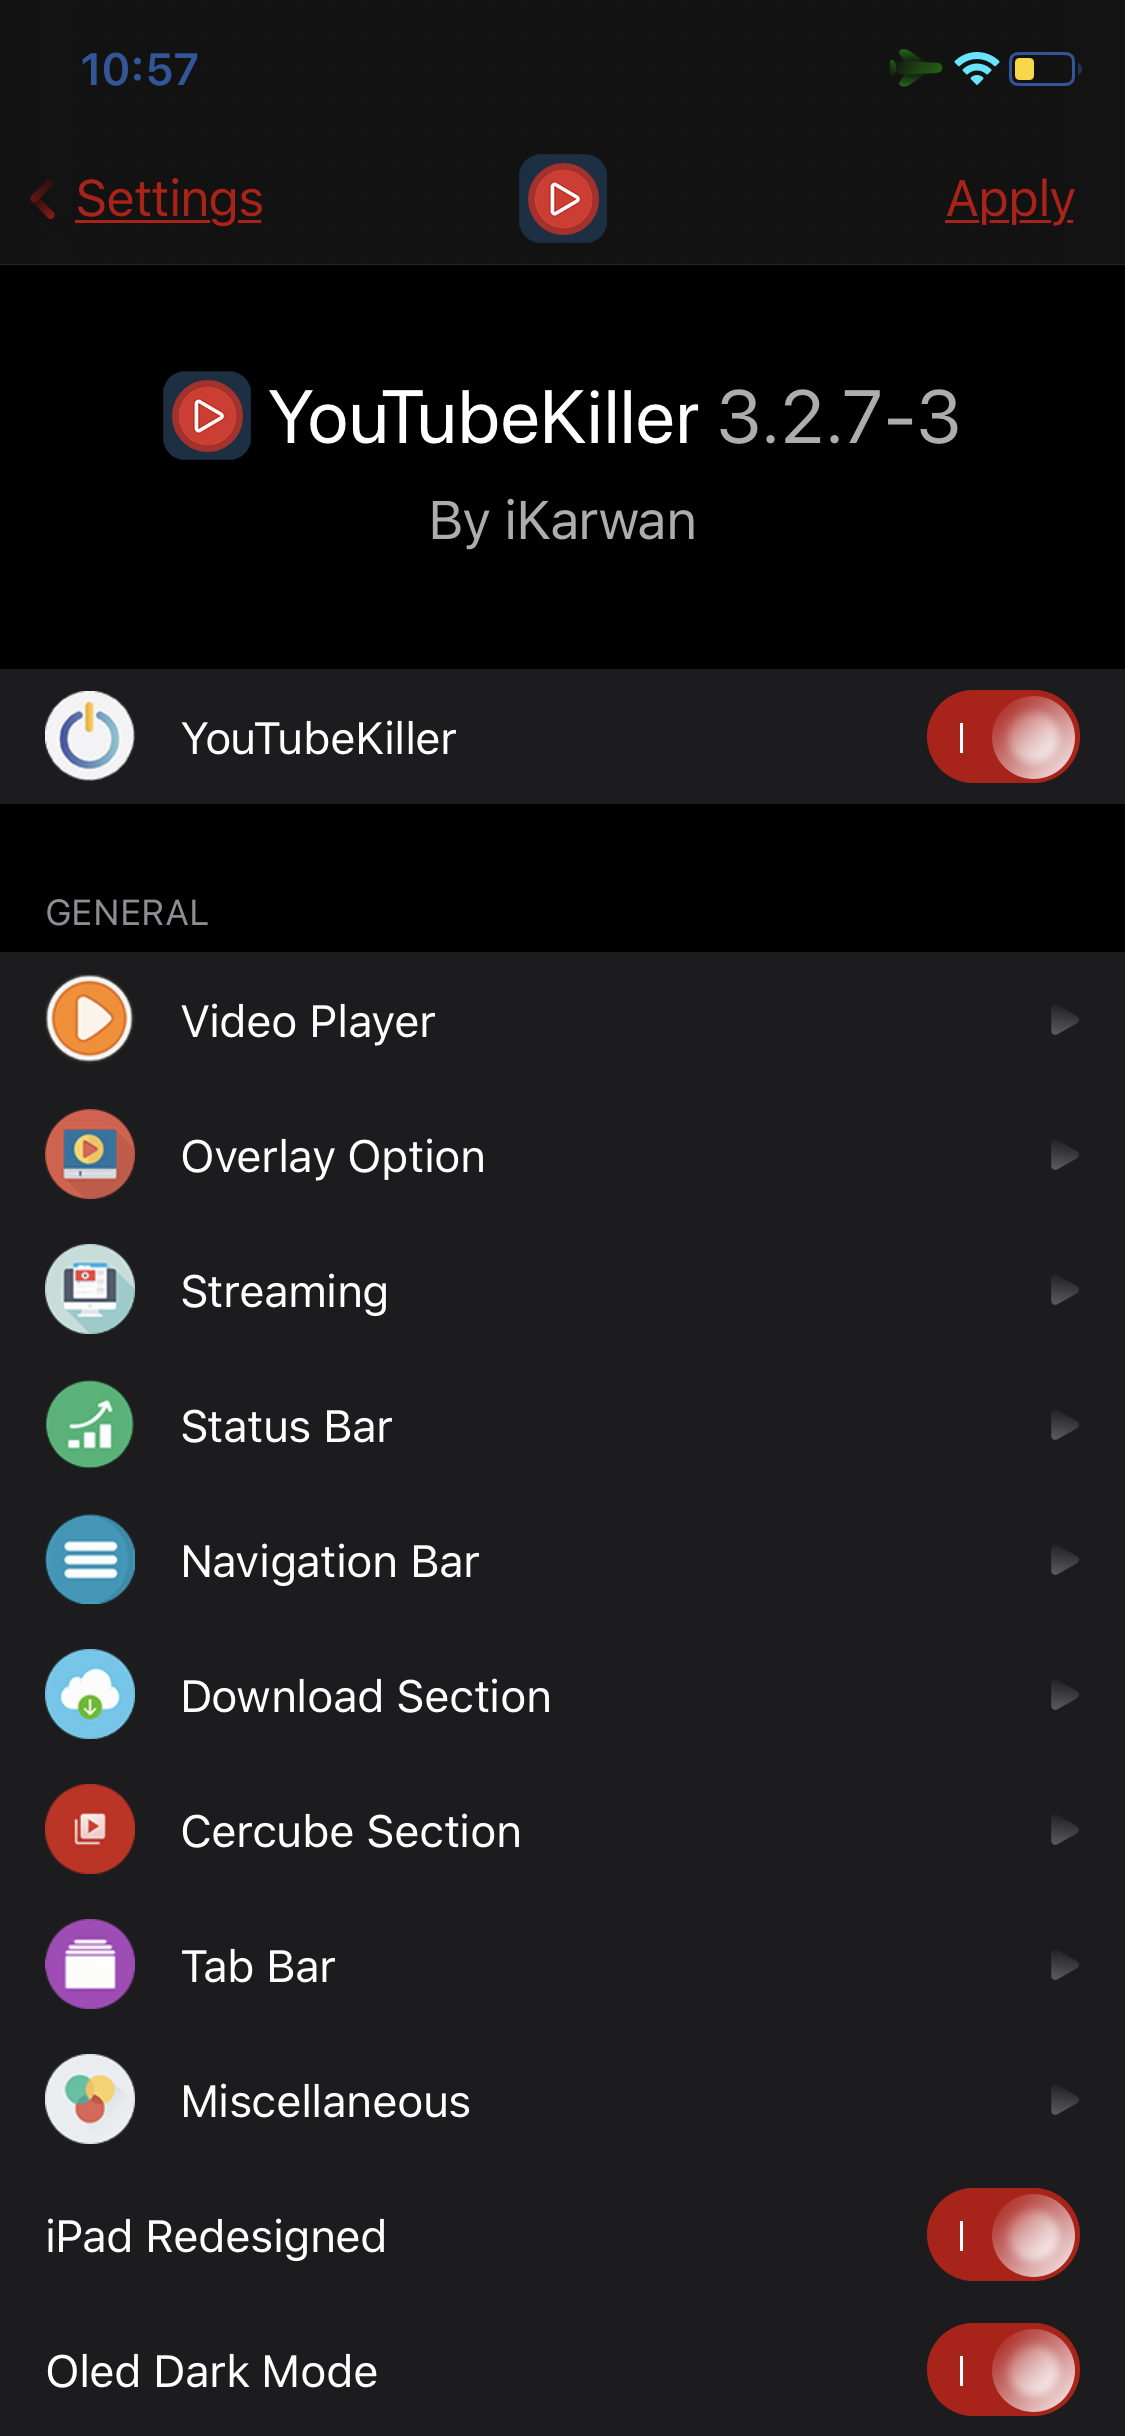 10:57
Settings
Apply
YouTubeKiller 3.2.7-3
By iKarwan
YouTubeKiller
GENERAL
Video Player
Overlay Option
Streaming
Status Bar
Navigation Bar
Download Section
Cercube Section
Tab Bar
Miscellaneous
iPad Redesigned
Oled Dark Mode